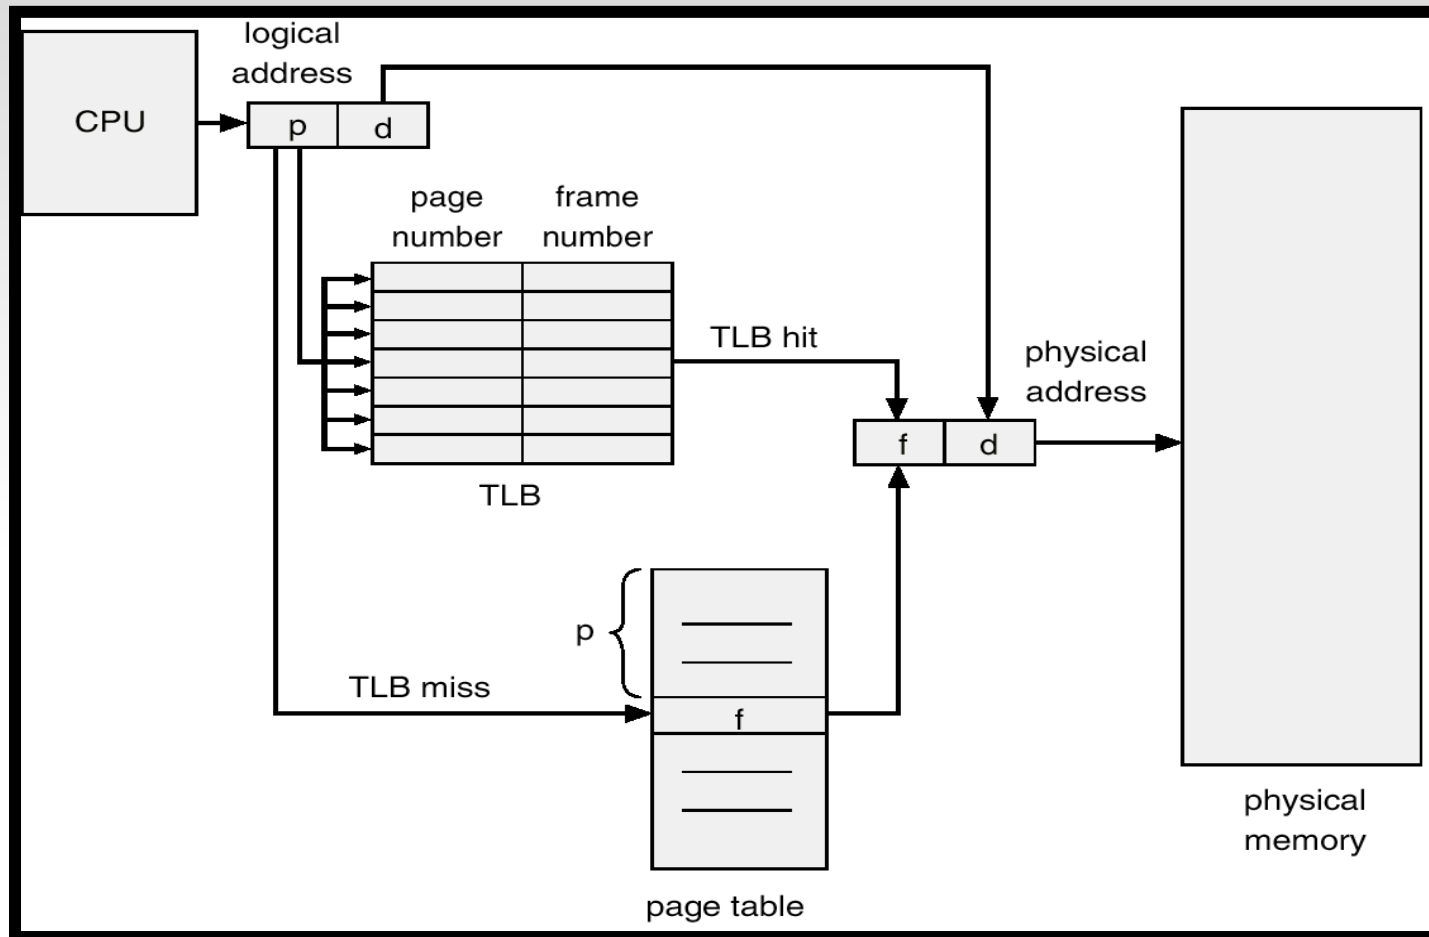 logical
address
CPU
p
d
page
number
frame
number
TLB hit
physical
address
f
d
TLB
p
TLB miss
f
physical
memory
page table